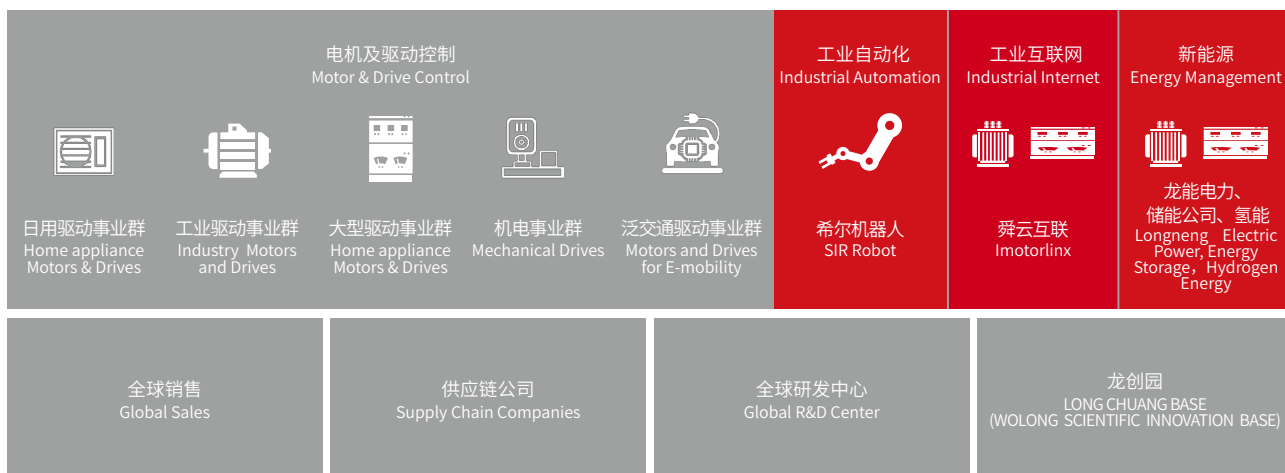 电机及驱动控制
Motor & Drive Control
日用驱动事业群
Home appliance
Motors & Drives
工业驱动事业群
Industry Motors
and Drives
大型驱动事业群
Home appliance
Motors & Drives
机电事业群
Mechanical Drives
泛交通驱动事业群
Motors and Drives
for E-mobility
工业自动化
Industrial Automation
希尔机器人
SIR Robot
工业互联网
Industrial Internet
舜云互联
Imotorlinx
新能源
Energy Management
龙能电力、
储能公司、氢能
Longneng Electric
Power, Energy
Storage，Hydrogen
Energy
全球销售
Global Sales
供应链公司
Supply Chain Companies
全球研发中心
Global R&D Center
龙创园
LONG CHUANG BASE
(WOLONG SCIENTIFIC INNOVATION BASE)